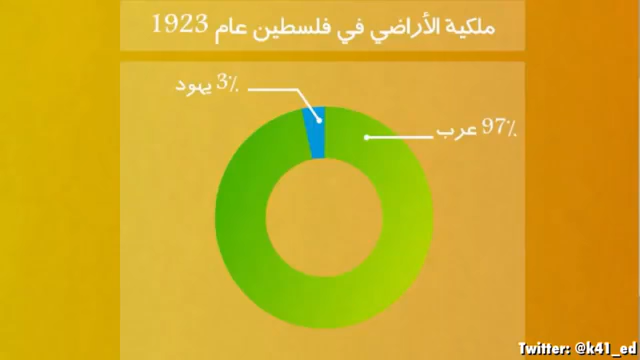 ملكية الأراضي في فلسطين عام 1923
3٪ يهود
97٪ عرب
Twitter: @k41_ed